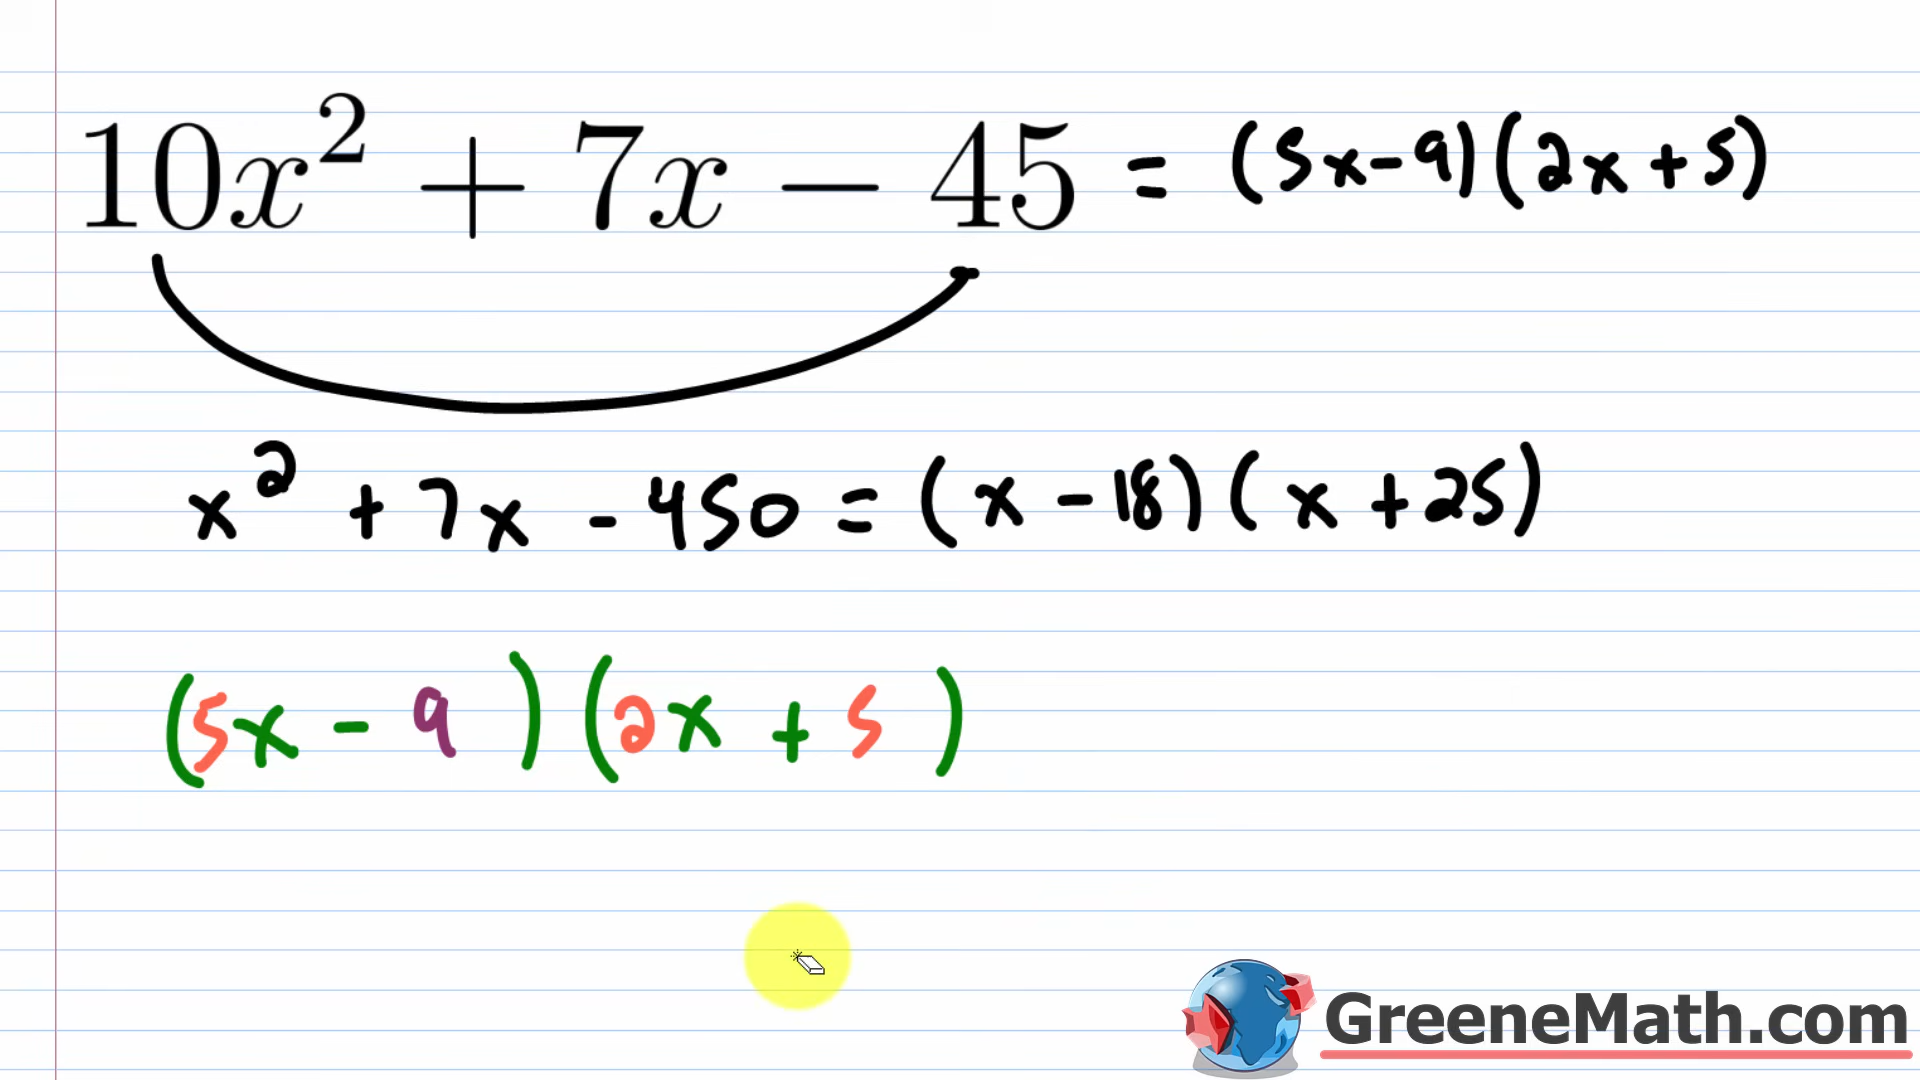 10x² + 7x − 45 = (5x - 9)(2x + 5)
x² + 7x - 450 = (x - 18)(x + 25)
(5x - 9)(2x + 5)
GreeneMath.com